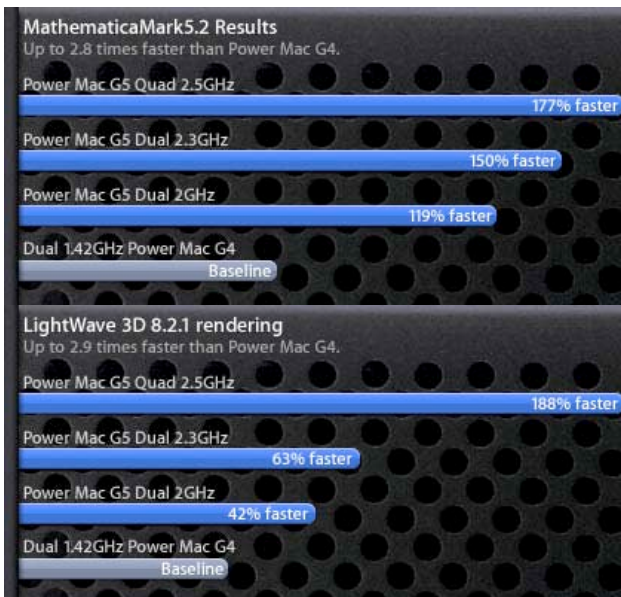 MathematicaMark5.2 Results
Up to 2.8 times faster than Power Mac G4.
Power Mac G5 Quad 2.5GHz
177% faster
Power Mac G5 Dual 2.3GHz
150% faster
Power Mac G5 Dual 2GHz
119% faster
Dual 1.42GHz Power Mac G4
Baseline
LightWave 3D 8.2.1 rendering
Up to 2.9 times faster than Power Mac G4.
Power Mac G5 Quad 2.5GHz
188% faster
Power Mac G5 Dual 2.3GHz
63% faster
Power Mac G5 Dual 2GHz
42% faster
Dual 1.42GHz Power Mac G4
Baseline